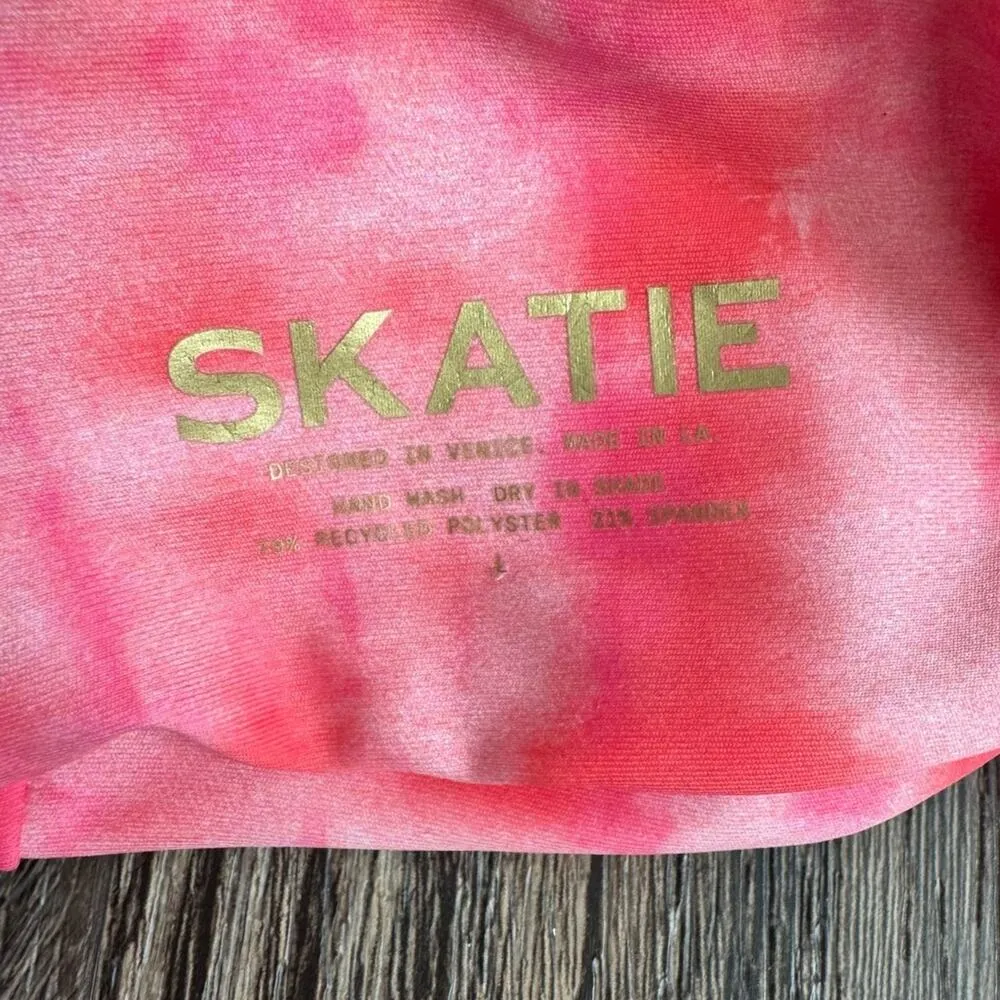 SKATIE
DESIGNED IN VENICE. MADE IN LA.
HAND WASH DRY IN SHADE
79% RECYCLED POLYSTER 21% SPANDEX
L